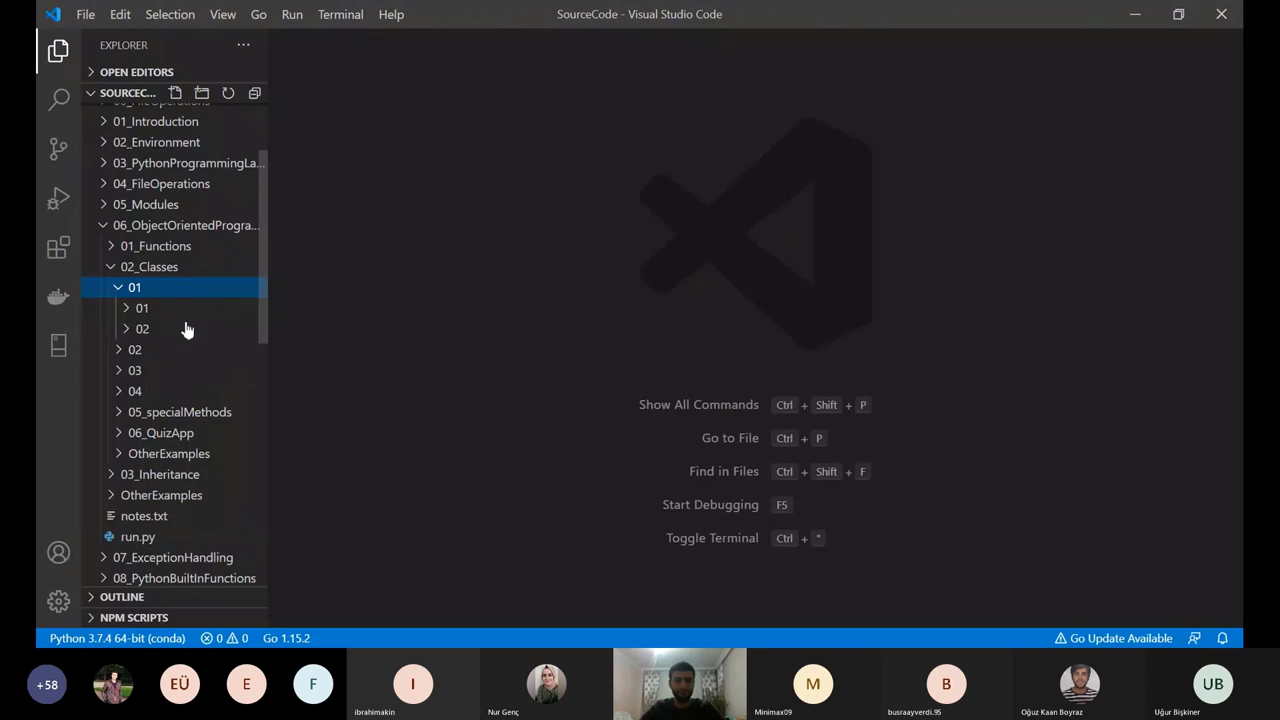 File Edit Selection View Go Run Terminal Help SourceCode - Visual Studio Code
EXPLORER
OPEN EDITORS
SOURCEC...
01_Introduction
02_Environment
03_PythonProgrammingLa...
04_FileOperations
05_Modules
06_ObjectOrientedProgra...
01_Functions
02_Classes
01
01
02
02
03
04
05_specialMethods
06_QuizApp
OtherExamples
03_Inheritance
OtherExamples
notes.txt
run.py
07_ExceptionHandling
08_PythonBuiltInFunctions
OUTLINE
NPM SCRIPTS
Show All Commands Ctrl + Shift + P
Go to File Ctrl + P
Find in Files Ctrl + Shift + F
Start Debugging F5
Toggle Terminal Ctrl + "
Python 3.7.4 64-bit (conda) 0 0 Go 1.15.2 Go Update Available
+58 EÜ E F I M B UB
ibrahimakin Nur Genç Minimax09 busraayverdi.95 Oğuz Kaan Boyraz Uğur Bişkiner